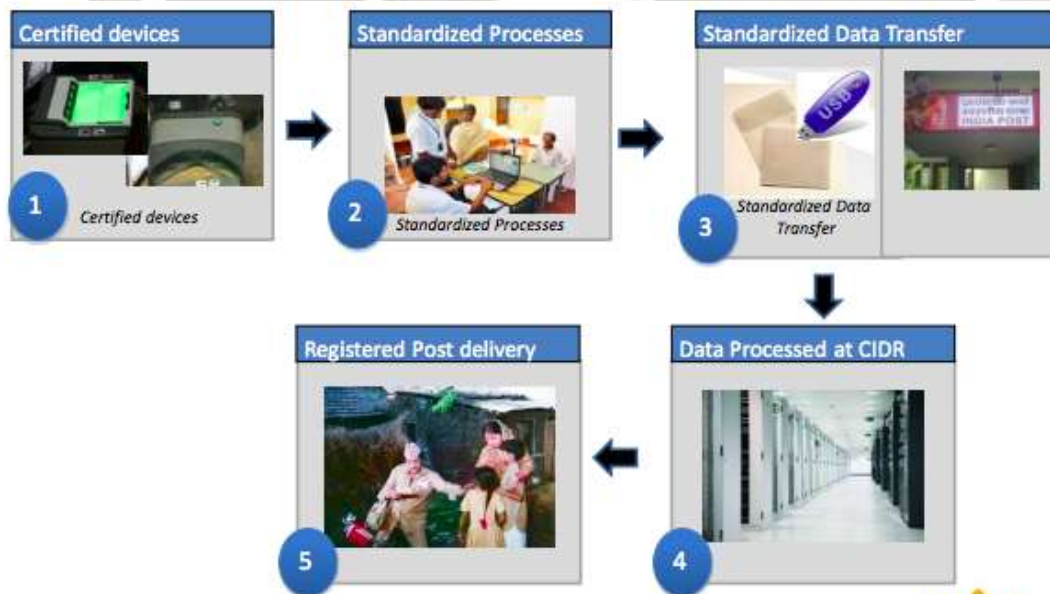 Certified devices
Certified devices
1
Standardized Processes
Standardized Processes
2
Standardized Data Transfer
USB
INDIA POST
Standardized Data
Transfer
3
Data Processed at CIDR
4
Registered Post delivery
5